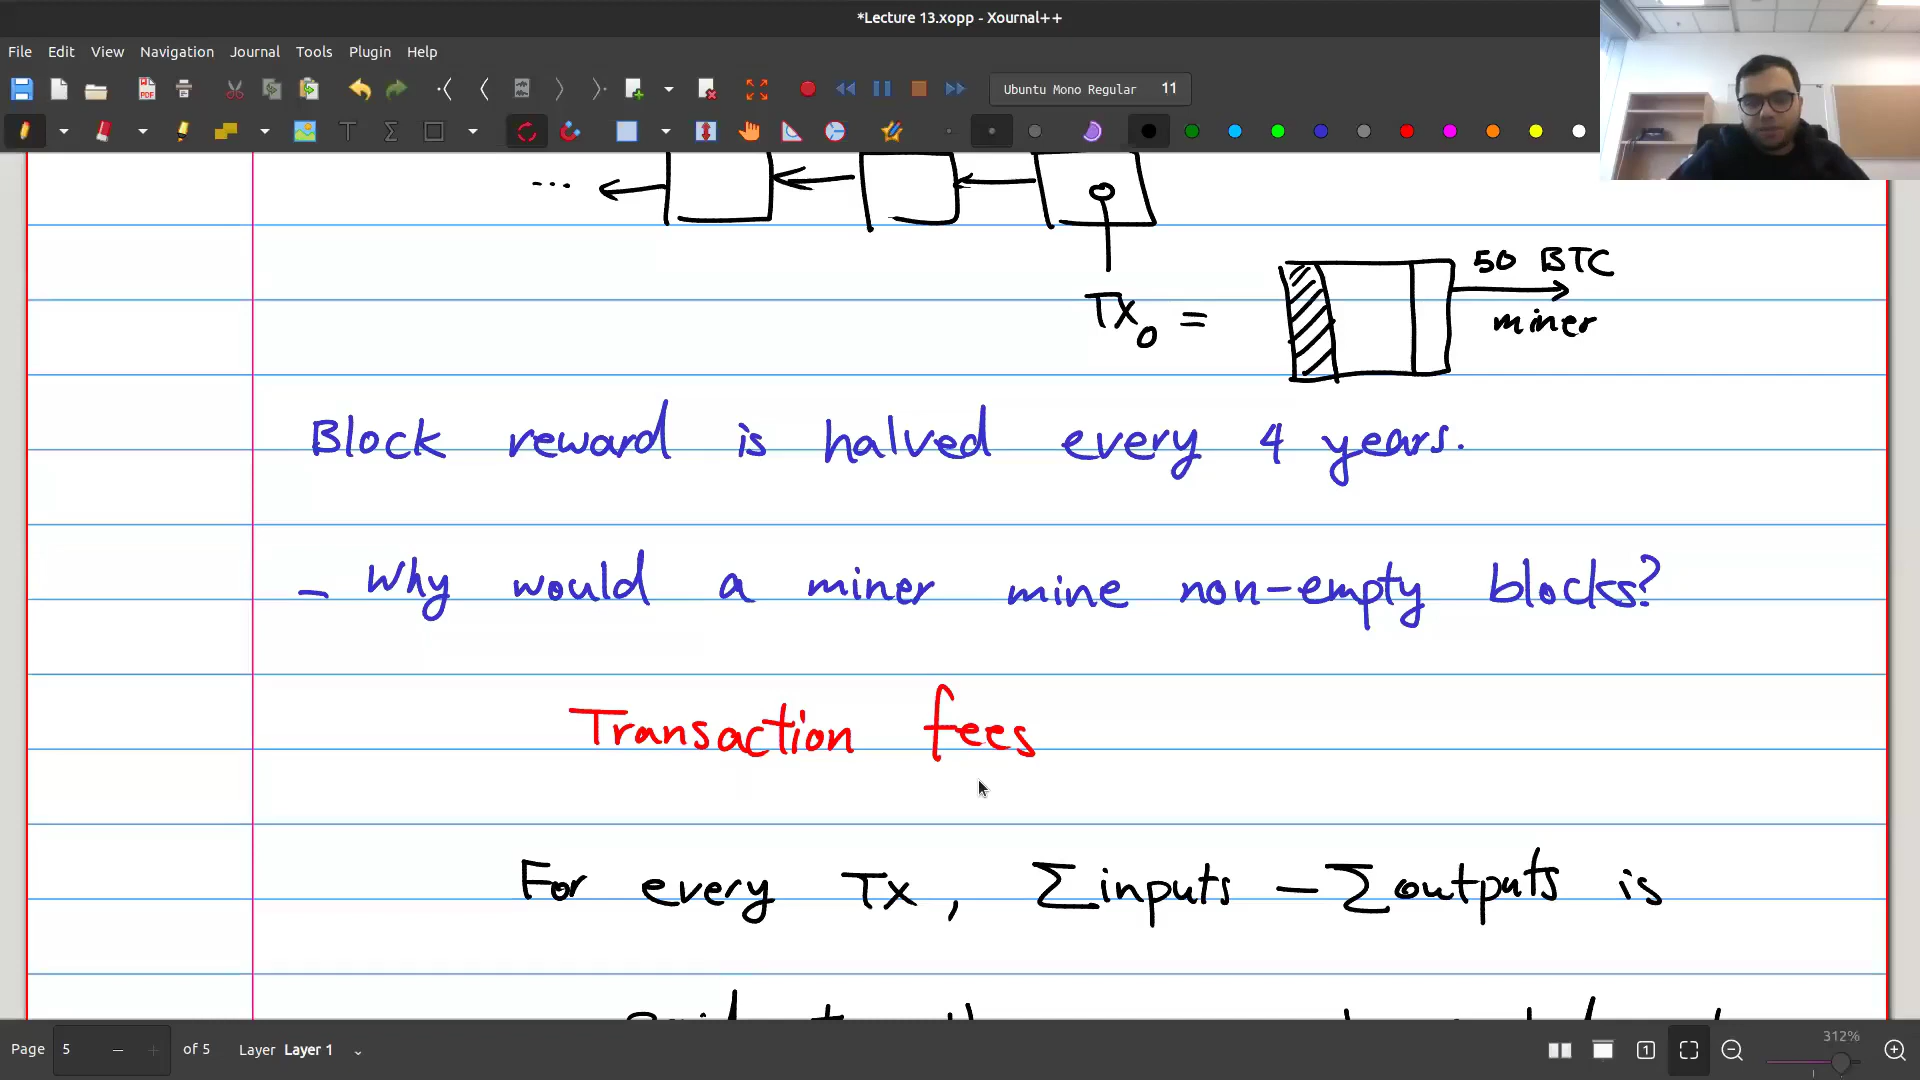 *Lecture 13.xopp - Xournal++
File Edit View Navigation Journal Tools Plugin Help
PDF
Ubuntu Mono Regular 11
...
50 BTC
Tx0 =
miner
Block reward is halved every 4 years.
- Why would a miner mine non-empty blocks?
Transaction fees
For every Tx, Σinputs - Σoutputs is
Page 5 of 5 Layer Layer 1
312%